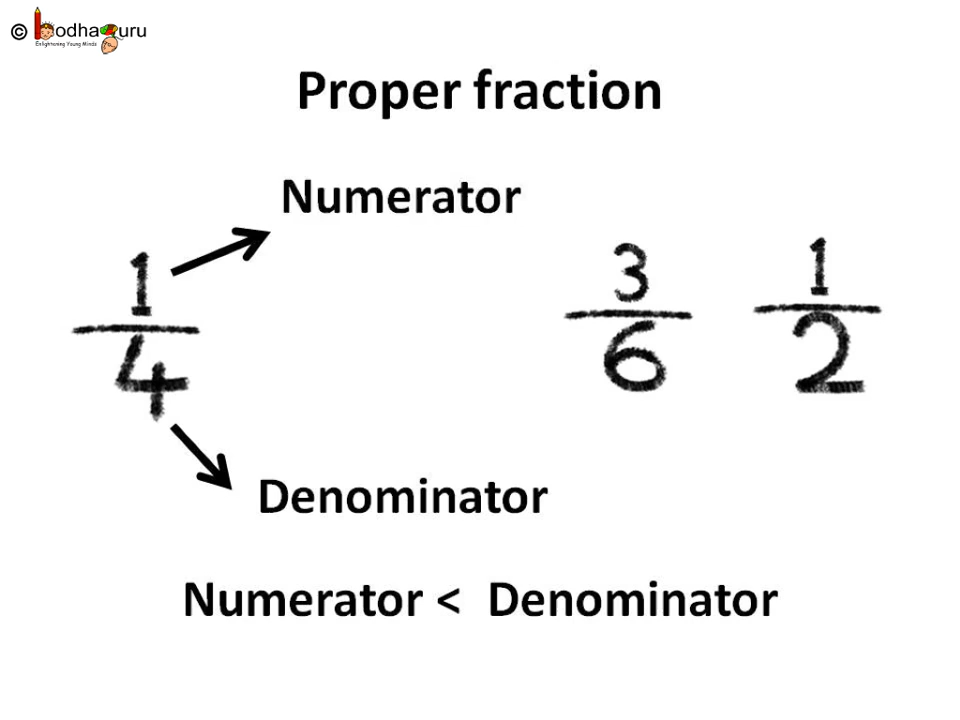 © BodhaGuru
Enlightening Young Minds
Proper fraction
Numerator
1
4
3
6
1
2
Denominator
Numerator < Denominator